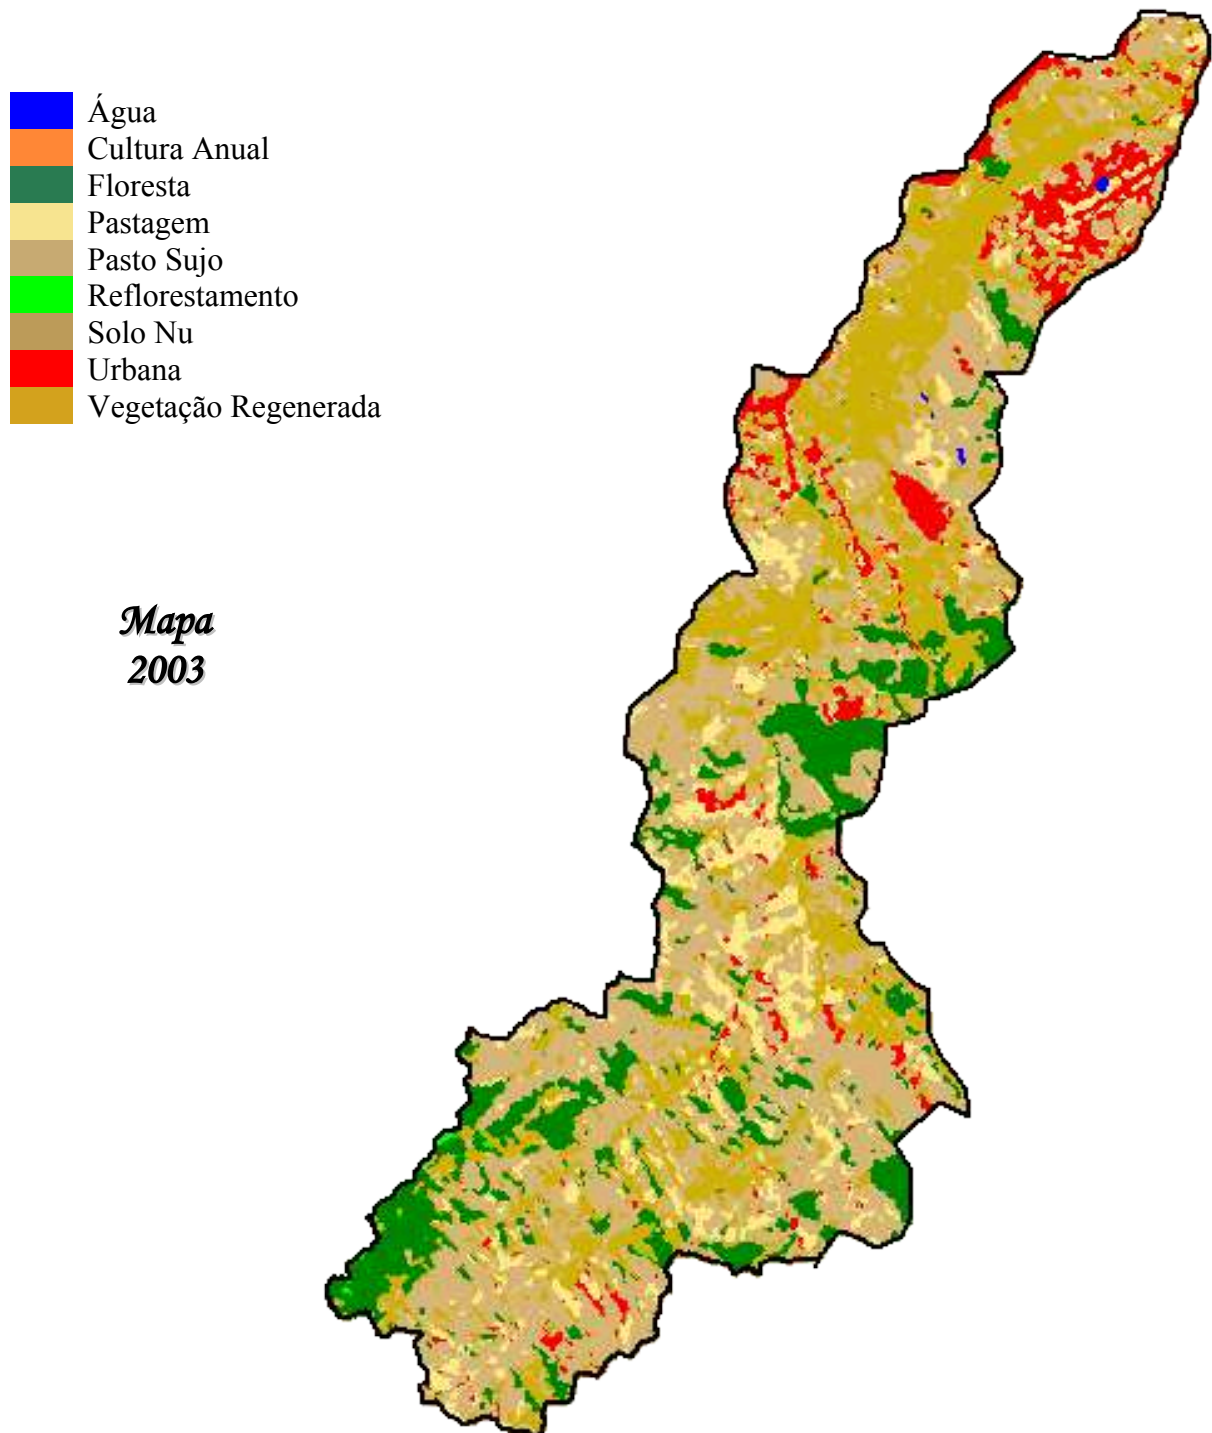 Água
Cultura Anual
Floresta
Pastagem
Pasto Sujo
Reflorestamento
Solo Nu
Urbana
Vegetação Regenerada
Mapa
2003